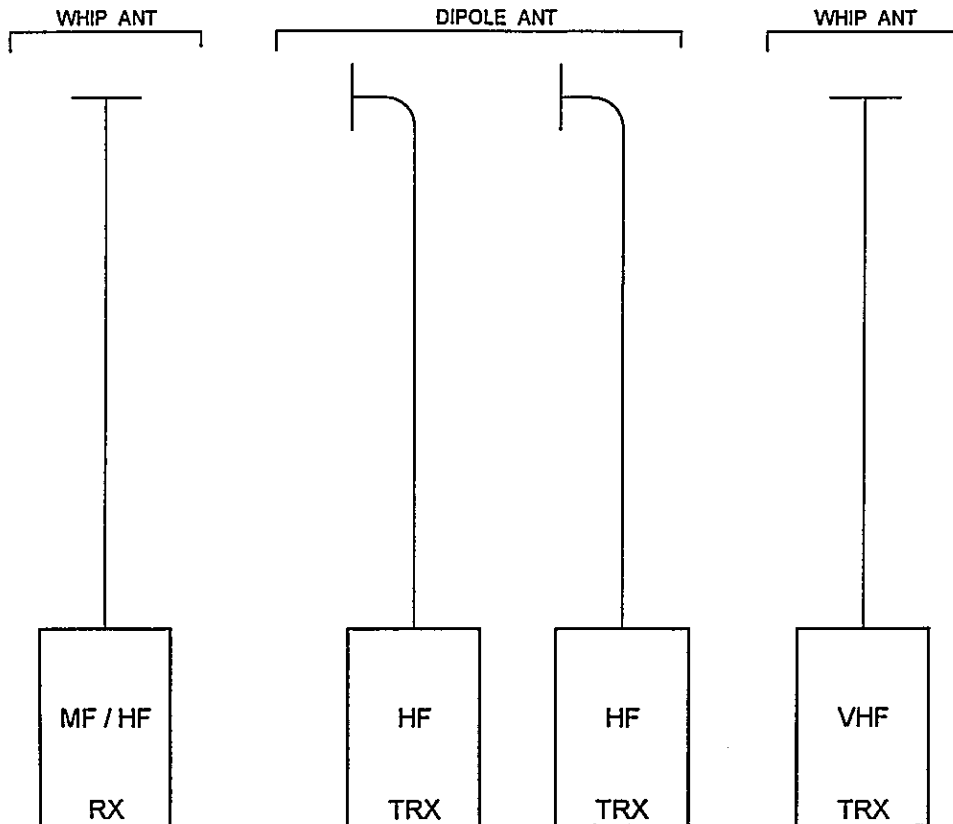 WHIP ANT
DIPOLE ANT
WHIP ANT
MF / HF
RX
HF
TRX
HF
TRX
VHF
TRX